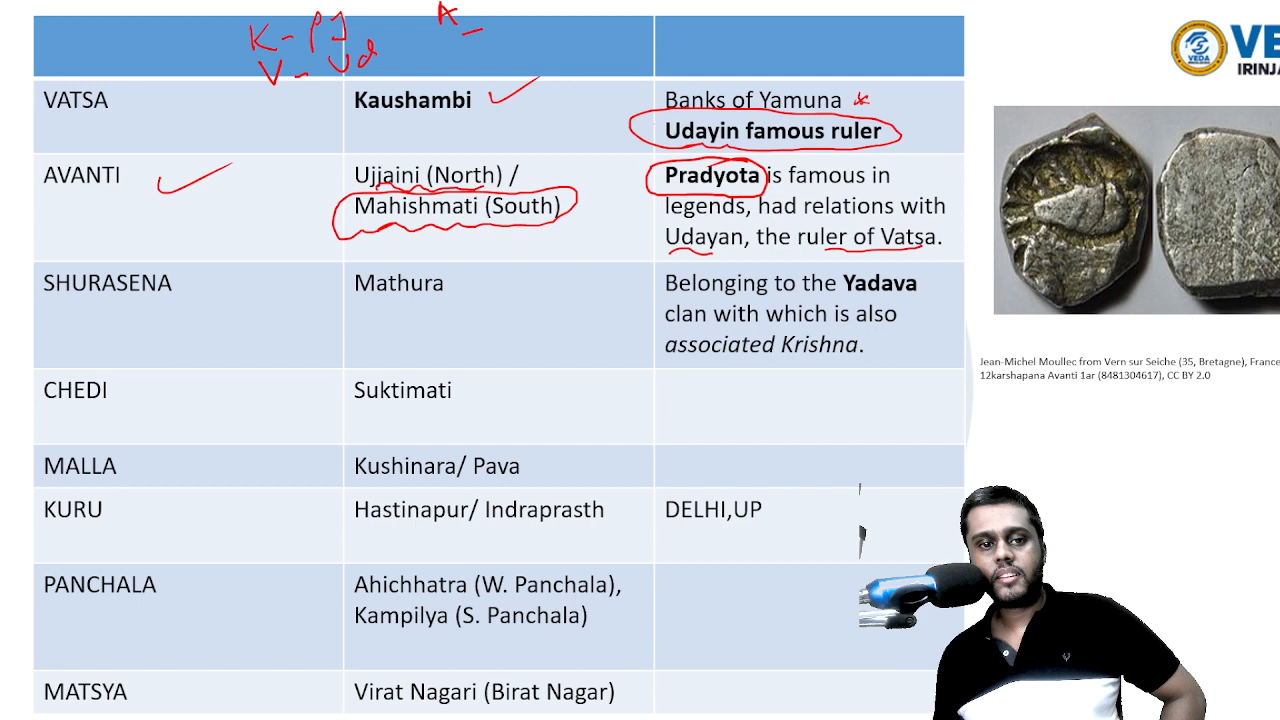 K - PJ
V - Ud
A -
VATSA
Kaushambi
Banks of Yamuna
Udayin famous ruler
AVANTI
Ujjaini (North) /
Mahishmati (South)
Pradyota is famous in
legends, had relations with
Udayan, the ruler of Vatsa.
SHURASENA
Mathura
Belonging to the Yadava
clan with which is also
associated Krishna.
CHEDI
Suktimati
MALLA
Kushinara/ Pava
KURU
Hastinapur/ Indraprasth
DELHI,UP
PANCHALA
Ahichhatra (W. Panchala),
Kampilya (S. Panchala)
MATSYA
Virat Nagari (Birat Nagar)
VEDA
VE
IRINJA
Jean-Michel Moullec from Vern sur Seiche (35, Bretagne), France
12karshapana Avanti 1ar (8481304617), CC BY 2.0